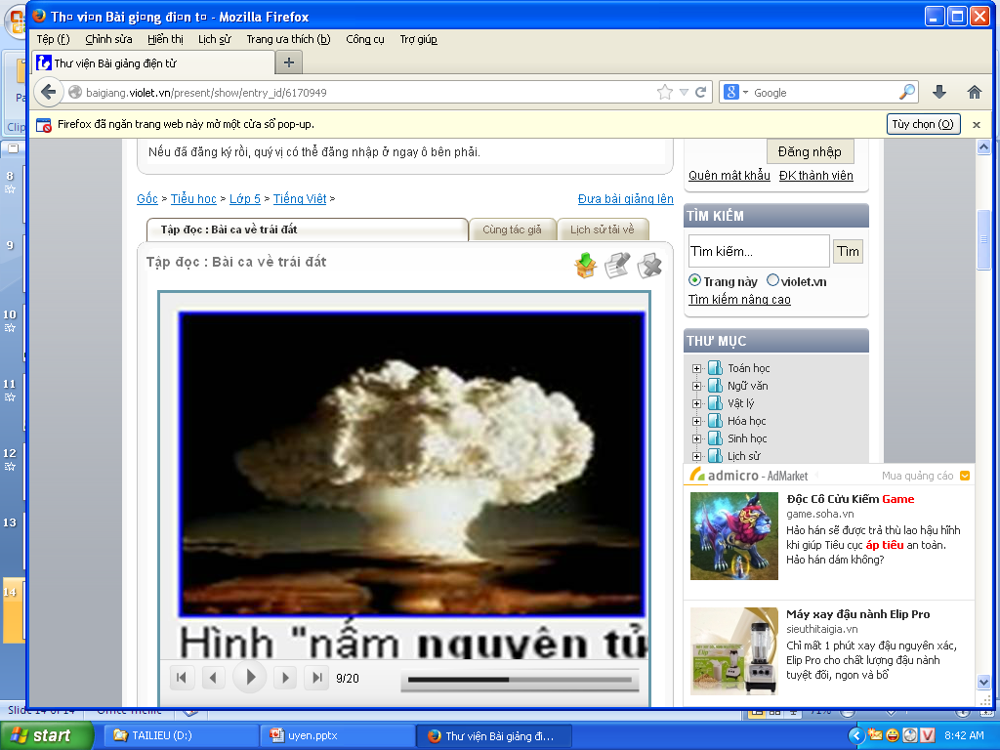 Th¤ vi¤n Bài gi¤ng đi¤n t¤ - Mozilla Firefox
Tệp (f) Chỉnh sửa Hiển thị Lịch sử Trang ưa thích (b) Công cụ Trợ giúp
Thư viện Bài giảng điện tử
baigiang.violet.vn/present/show/entry_id/6170949
Google
Firefox đã ngăn trang web này mở một cửa sổ pop-up.
Tùy chọn (O)
Nếu đã đăng ký rồi, quý vị có thể đăng nhập ở ngay ô bên phải.
Đăng nhập
Quên mật khẩu ĐK thành viên
Gốc > Tiểu học > Lớp 5 > Tiếng Việt >
Đưa bài giảng lên
Tập đọc : Bài ca về trái đất
Cùng tác giả
Lịch sử tải về
Tập đọc : Bài ca về trái đất
Hình "nấm nguyên tử
9/20
TÌM KIẾM
Tìm kiếm...
Tìm
Trang này violet.vn
Tìm kiếm nâng cao
THƯ MỤC
Toán học
Ngữ văn
Vật lý
Hóa học
Sinh học
Lịch sử
admicro - AdMarket
Mua quảng cáo
Độc Cô Cửu Kiếm Game
game.soha.vn
Hảo hán sẽ được trả thù lao hậu hĩnh
khi giúp Tiêu cục áp tiêu an toàn.
Hảo hán dám không?
Máy xay đậu nành Elip Pro
sieuthitaigia.vn
Chỉ mất 1 phút xay đậu nguyên xác,
Elip Pro cho chất lượng đậu nành
tuyệt đối, ngon và bổ
Pa
Clip
8
9
10
11
12
13
14
Slide 14 of 14
Office Theme
71%
start
TAILIEU (D:)
uyen.pptx
Thư viện Bài giảng đi...
8:42 AM